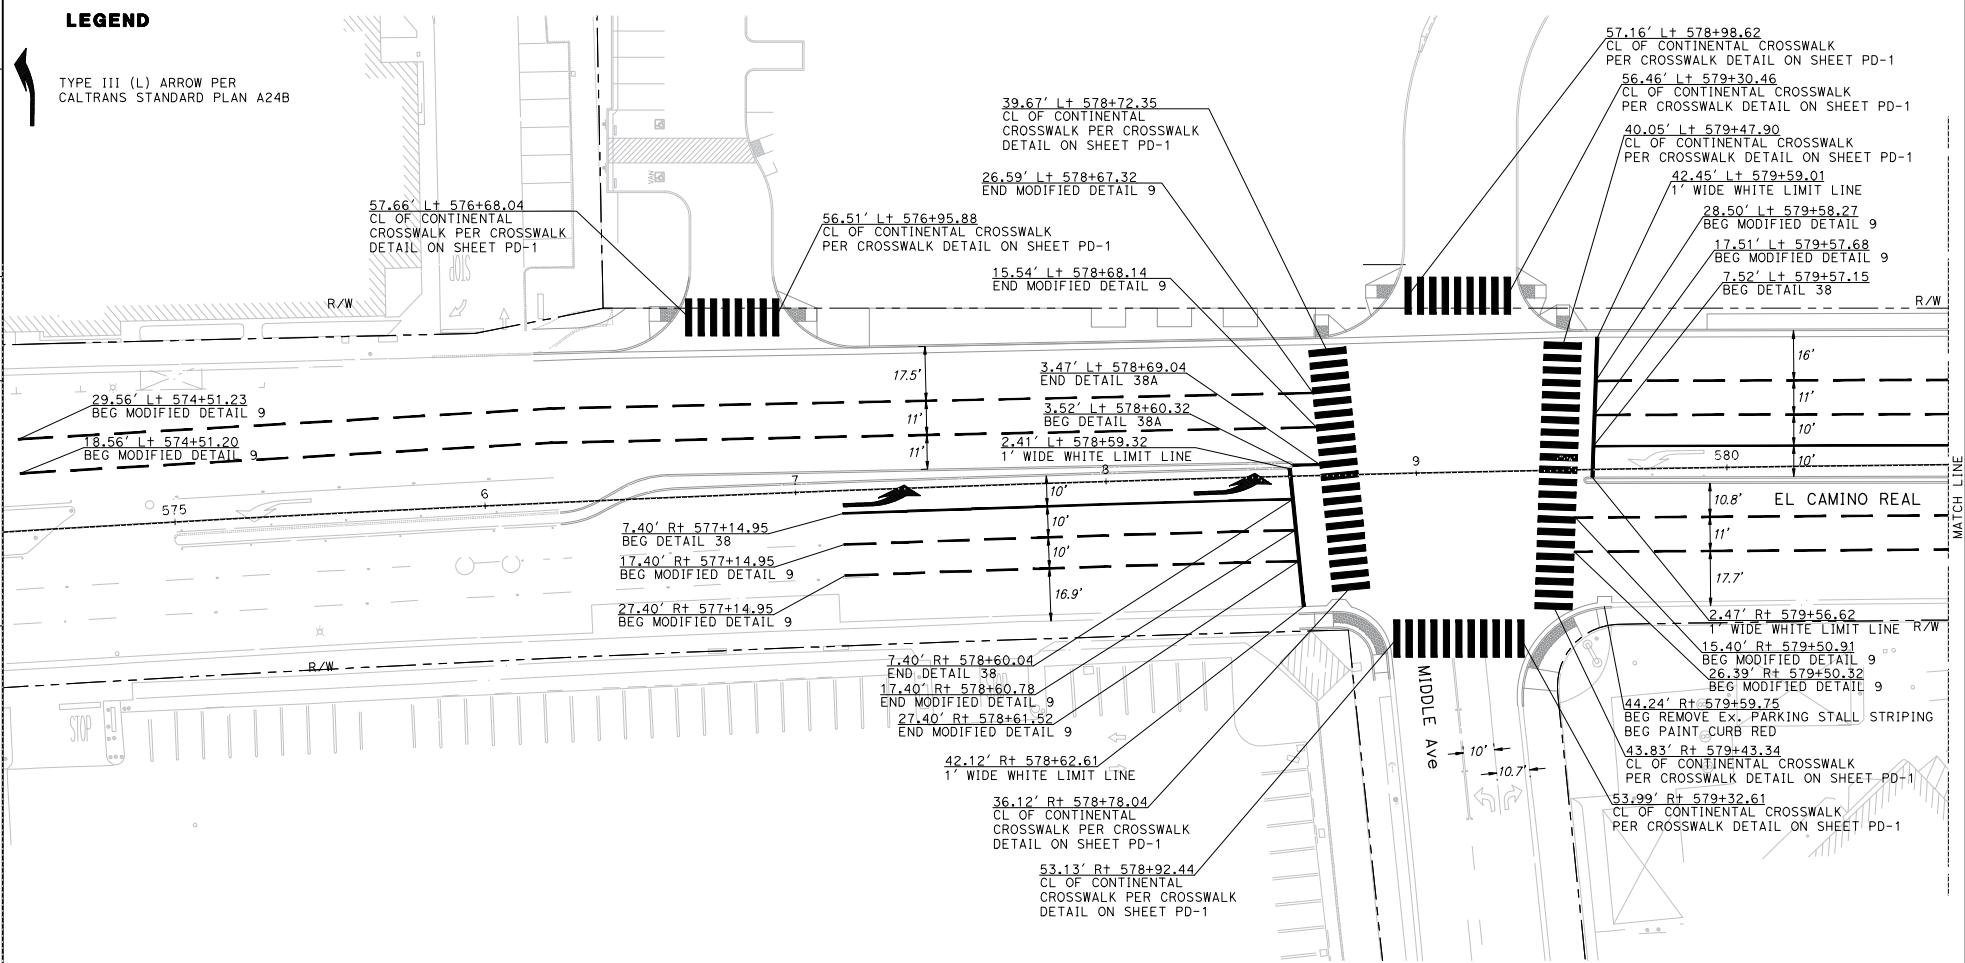 LEGEND
TYPE III (L) ARROW PER
CALTRANS STANDARD PLAN A24B
57.66' Lt 576+68.04
CL OF CONTINENTAL
CROSSWALK PER CROSSWALK
DETAIL ON SHEET PD-1
56.51' Lt 576+95.88
CL OF CONTINENTAL CROSSWALK
PER CROSSWALK DETAIL ON SHEET PD-1
39.67' Lt 578+72.35
CL OF CONTINENTAL
CROSSWALK PER CROSSWALK
DETAIL ON SHEET PD-1
26.59' Lt 578+67.32
END MODIFIED DETAIL 9
15.54' Lt 578+68.14
END MODIFIED DETAIL 9
3.47' Lt 578+69.04
END DETAIL 38A
3.52' Lt 578+60.32
BEG DETAIL 38A
2.41' Lt 578+59.32
1' WIDE WHITE LIMIT LINE
57.16' Lt 578+98.62
CL OF CONTINENTAL CROSSWALK
PER CROSSWALK DETAIL ON SHEET PD-1
56.46' Lt 579+30.46
CL OF CONTINENTAL CROSSWALK
PER CROSSWALK DETAIL ON SHEET PD-1
40.05' Lt 579+47.90
CL OF CONTINENTAL CROSSWALK
PER CROSSWALK DETAIL ON SHEET PD-1
42.45' Lt 579+59.01
1' WIDE WHITE LIMIT LINE
28.50' Lt 579+58.27
BEG MODIFIED DETAIL 9
17.51' Lt 579+57.68
BEG MODIFIED DETAIL 9
7.52' Lt 579+57.15
BEG DETAIL 38
VAN
STOP
R/W
R/W
29.56' Lt 574+51.23
BEG MODIFIED DETAIL 9
18.56' Lt 574+51.20
BEG MODIFIED DETAIL 9
17.5'
11'
11'
16'
11'
10'
10'
575
6
7
8
9
580
10'
10'
10'
16.9'
10.8'
11'
17.7'
EL CAMINO REAL
MATCH LINE
7.40' Rt 577+14.95
BEG DETAIL 38
17.40' Rt 577+14.95
BEG MODIFIED DETAIL 9
27.40' Rt 577+14.95
BEG MODIFIED DETAIL 9
R/W
R/W
STOP
7.40' Rt 578+60.04
END DETAIL 38
17.40' Rt 578+60.78
END MODIFIED DETAIL 9
27.40' Rt 578+61.52
END MODIFIED DETAIL 9
42.12' Rt 578+62.61
1' WIDE WHITE LIMIT LINE
36.12' Rt 578+78.04
CL OF CONTINENTAL
CROSSWALK PER CROSSWALK
DETAIL ON SHEET PD-1
53.13' Rt 578+92.44
CL OF CONTINENTAL
CROSSWALK PER CROSSWALK
DETAIL ON SHEET PD-1
MIDDLE Ave
10'
10.7'
2.47' Rt 579+56.62
1' WIDE WHITE LIMIT LINE
15.40' Rt 579+50.91
BEG MODIFIED DETAIL 9
26.39' Rt 579+50.32
BEG MODIFIED DETAIL 9
44.24' Rt 579+59.75
BEG REMOVE Ex. PARKING STALL STRIPING
BEG PAINT CURB RED
43.83' Rt 579+43.34
CL OF CONTINENTAL CROSSWALK
PER CROSSWALK DETAIL ON SHEET PD-1
53.99' Rt 579+32.61
CL OF CONTINENTAL CROSSWALK
PER CROSSWALK DETAIL ON SHEET PD-1